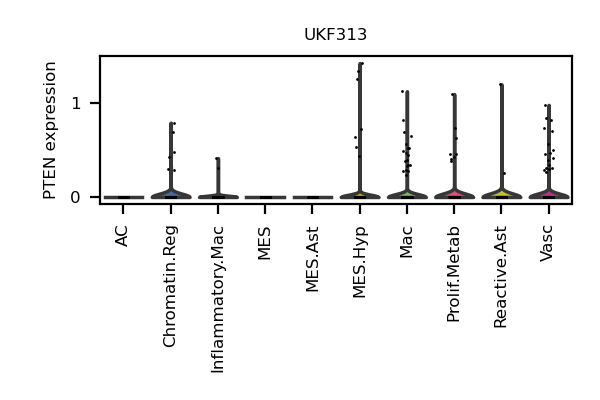 UKF313
PTEN expression
1
0
AC
Chromatin.Reg
Inflammatory.Mac
MES
MES.Ast
MES.Hyp
Mac
Prolif.Metab
Reactive.Ast
Vasc